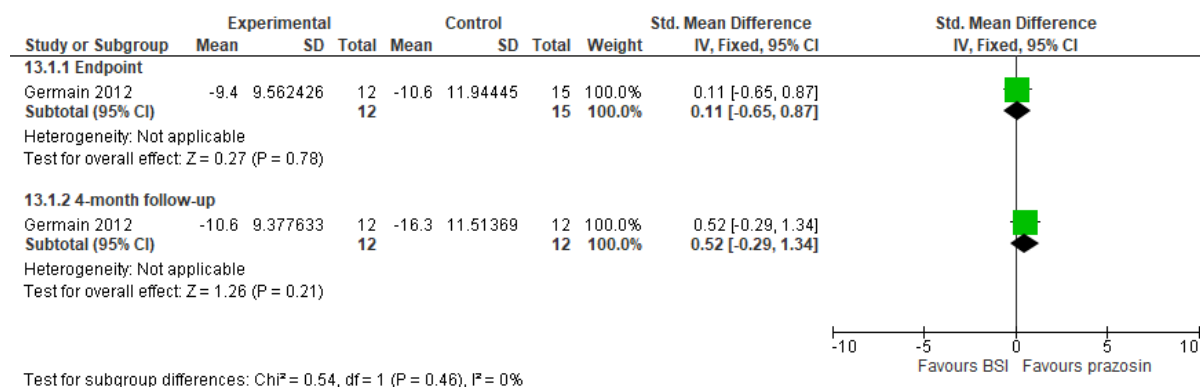 Experimental Control Std. Mean Difference Std. Mean Difference
Study or Subgroup Mean SD Total Mean SD Total Weight IV, Fixed, 95% CI IV, Fixed, 95% CI
13.1.1 Endpoint
Germain 2012 -9.4 9.562426 12 -10.6 11.94445 15 100.0% 0.11 [-0.65, 0.87]
Subtotal (95% CI) 12 15 100.0% 0.11 [-0.65, 0.87]
Heterogeneity: Not applicable
Test for overall effect: Z = 0.27 (P = 0.78)
13.1.2 4-month follow-up
Germain 2012 -10.6 9.377633 12 -16.3 11.51369 12 100.0% 0.52 [-0.29, 1.34]
Subtotal (95% CI) 12 12 100.0% 0.52 [-0.29, 1.34]
Heterogeneity: Not applicable
Test for overall effect: Z = 1.26 (P = 0.21)
-10 -5 0 5 10
Favours BSI Favours prazosin
Test for subgroup differences: Chi² = 0.54, df = 1 (P = 0.46), I² = 0%